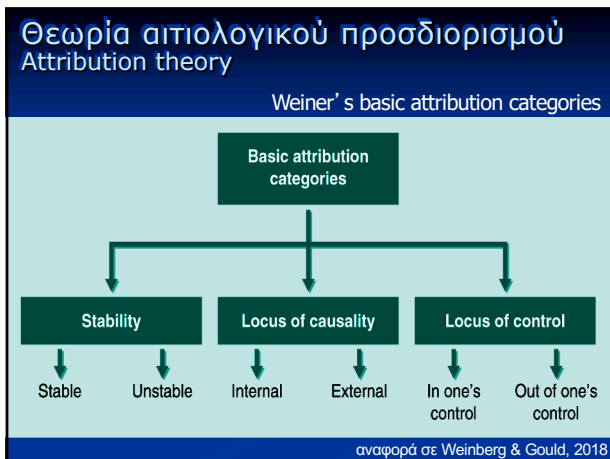 Θεωρία αιτιολογικού προσδιορισμού
Attribution theory
Weiner's basic attribution categories
Basic attribution
categories
Stability
Locus of causality
Locus of control
Stable
Unstable
Internal
External
In one's
control
Out of one's
control
αναφορά σε Weinberg & Gould, 2018